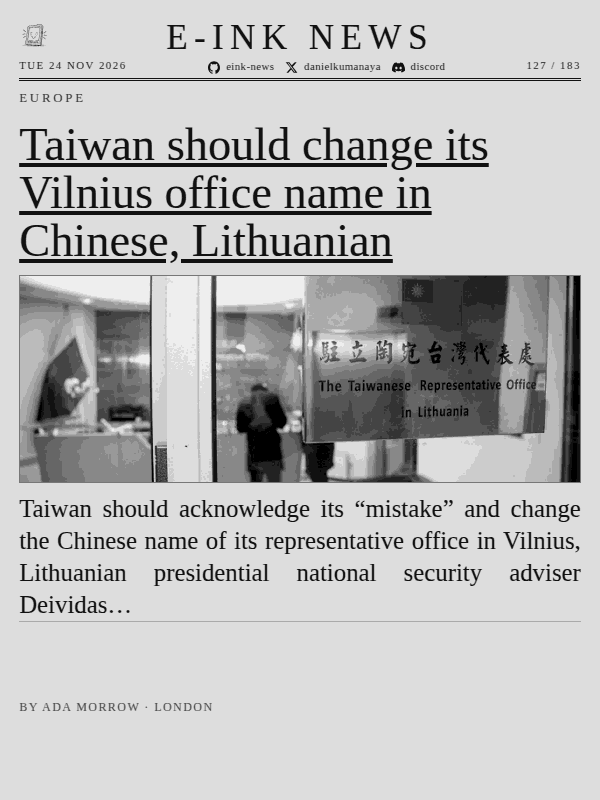 E-INK NEWS
TUE 24 NOV 2026
eink-news
danielkumanaya
discord
127 / 183
EUROPE
Taiwan should change its
Vilnius office name in
Chinese, Lithuanian
駐立陶宛台灣代表處
The Taiwanese Representative Office
in Lithuania
Taiwan should acknowledge its “mistake” and change
the Chinese name of its representative office in Vilnius,
Lithuanian presidential national security adviser
Deividas…
BY ADA MORROW · LONDON